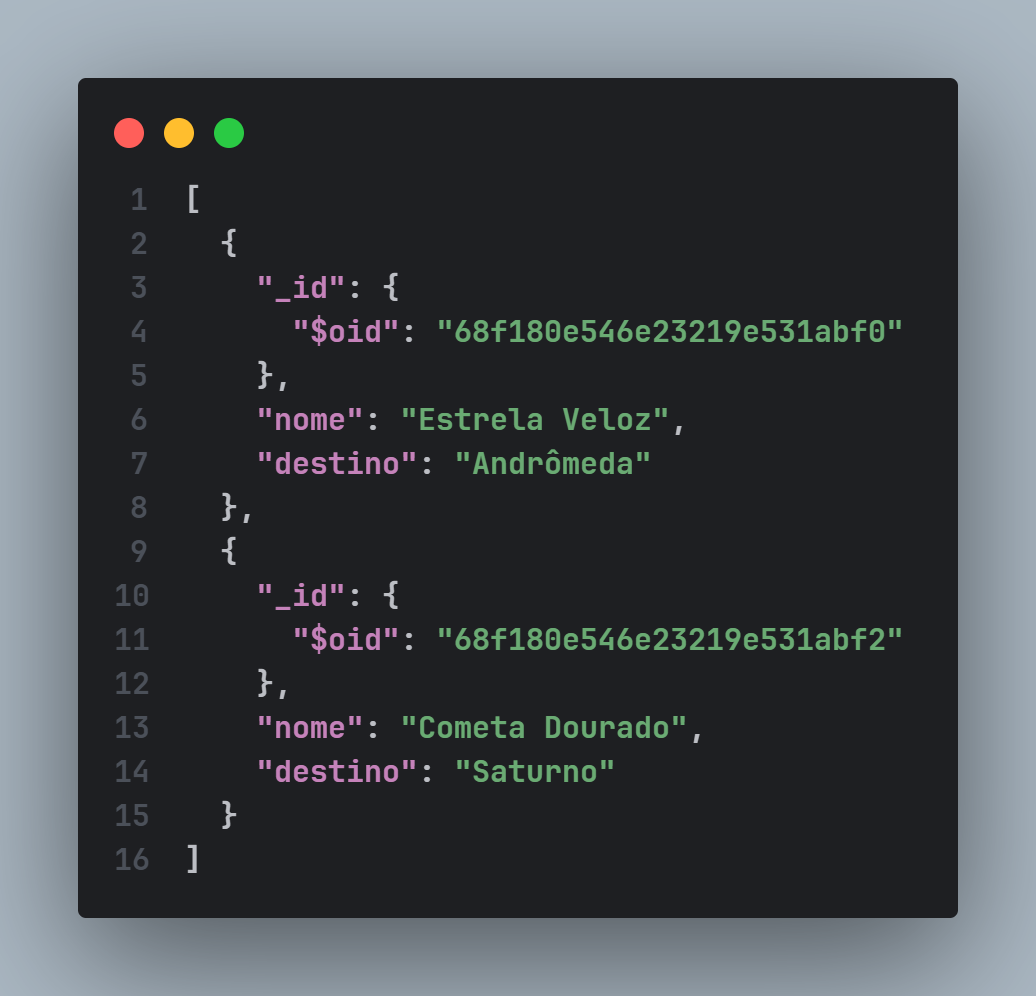 1 [
2   {
3     "_id": {
4       "$oid": "68f180e546e23219e531abf0"
5     },
6     "nome": "Estrela Veloz",
7     "destino": "Andrômeda"
8   },
9   {
10     "_id": {
11       "$oid": "68f180e546e23219e531abf2"
12     },
13     "nome": "Cometa Dourado",
14     "destino": "Saturno"
15   }
16 ]